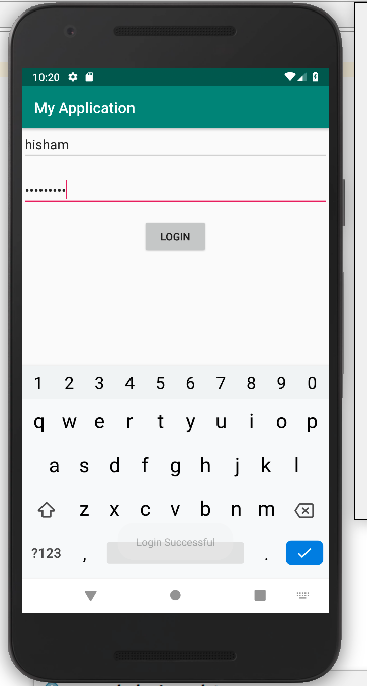 10:20
My Application
hisham
•••••••••
LOGIN
1 2 3 4 5 6 7 8 9 0
q w e r t y u i o p
a s d f g h j k l
z x c v b n m
Login Successful
?123 , .